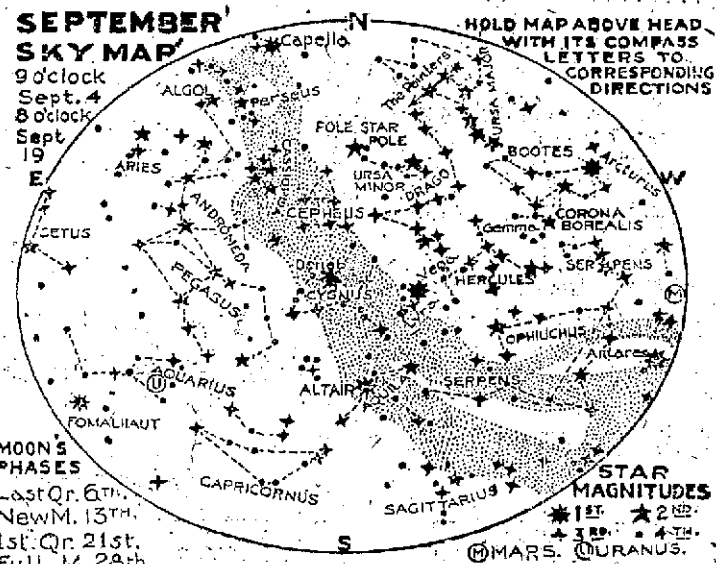 SEPTEMBER
SKY MAP
9 o'clock
Sept. 4
8 o'clock
Sept
19
HOLD MAP ABOVE HEAD
WITH ITS COMPASS
LETTERS TO
CORRESPONDING
DIRECTIONS
N
Capella
The Pointers
URSA MAJOR
ALGOL
PERSEUS
POLE STAR
POLE
BOOTES
Arcturus
ARIES
E
URSA
MINOR
DRACO
W
ANDROMEDA
CEPHEUS
Gemma
CORONA
BOREALIS
CETUS
Vega
HERCULES
SERPENS
PEGASUS
CYGNUS
M
OPHIUCHUS
Antares
U
AQUARIUS
ALTAIR
AQUILA
SERPENS
FOMALHAUT
CAPRICORNUS
SAGITTARIUS
S
MOON'S
PHASES
Last Qr. 6TH.
New M. 13TH.
1st. Qr. 21st.
Full M. 28th
STAR
MAGNITUDES
1ST. 2ND.
3RD. 4TH.
M MARS. U URANUS.